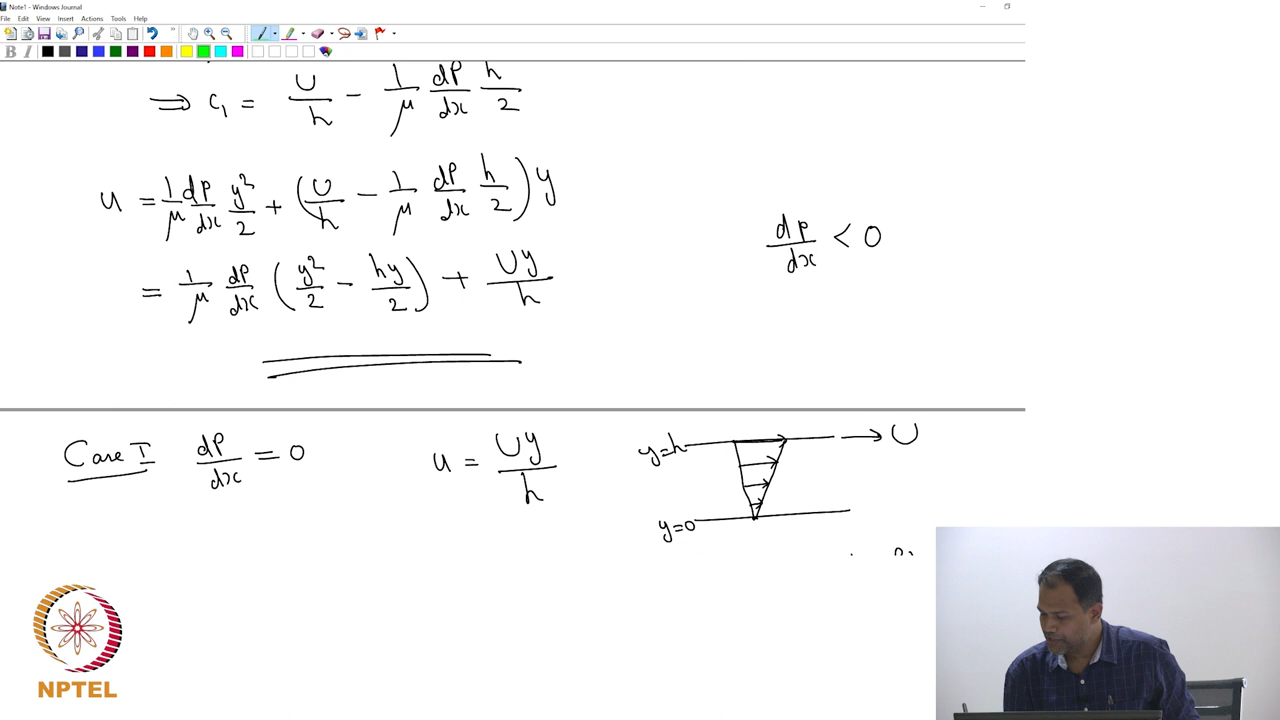 Note1 - Windows Journal
File Edit View Insert Actions Tools Help
B I
⟹ C₁ = U/h − 1/μ dP/dx h/2
u = 1/μ dP/dx y²/2 + (U/h − 1/μ dP/dx h/2) y
dP/dx < 0
= 1/μ dP/dx (y²/2 − hy/2) + Uy/h
Case I dP/dx = 0 u = Uy/h
y=h U
y=0
NPTEL